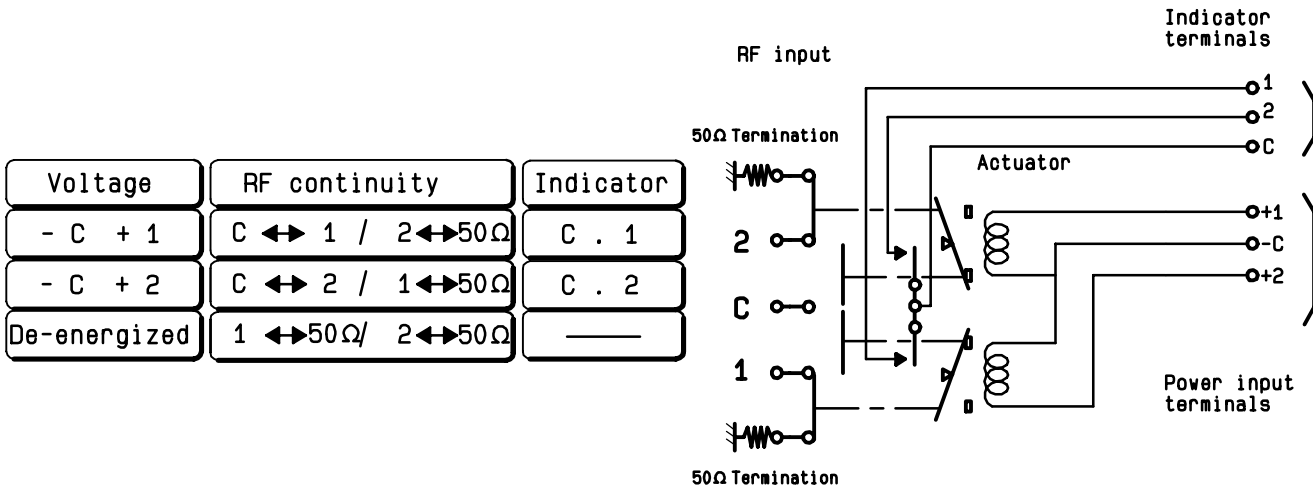 Voltage RF continuity Indicator
- C + 1 C ◄► 1 / 2◄►50Ω C . 1
- C + 2 C ◄► 2 / 1◄►50Ω C . 2
De-energized 1 ◄►50Ω/ 2◄►50Ω ———
RF input
50Ω Termination
2
C
1
50Ω Termination
Actuator
Indicator
terminals
1
2
C
+1
-C
+2
Power input
terminals